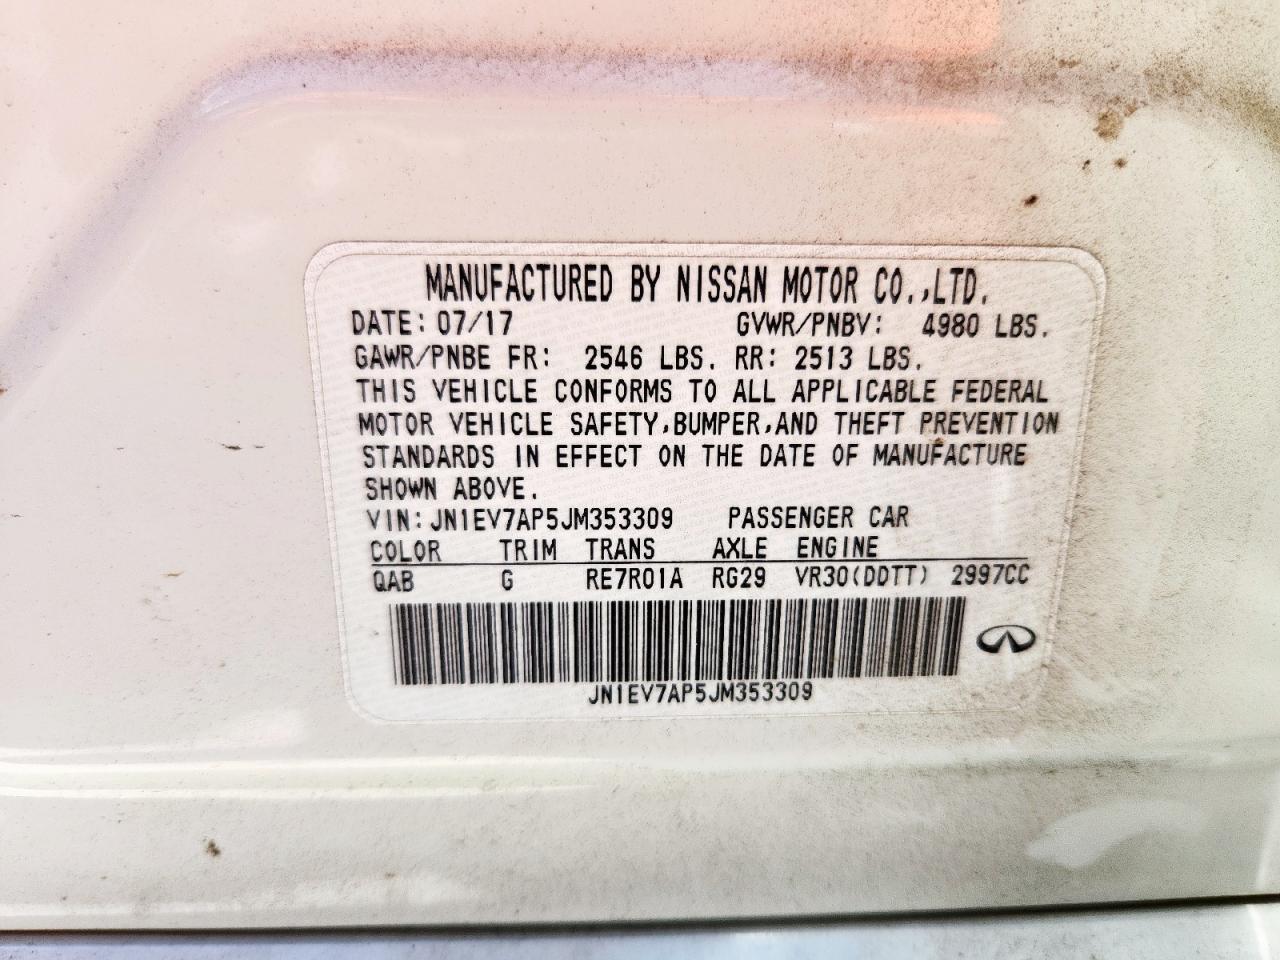 MANUFACTURED BY NISSAN MOTOR CO.,LTD.
DATE: 07/17 GVWR/PNBV: 4980 LBS.
GAWR/PNBE FR: 2546 LBS. RR: 2513 LBS.
THIS VEHICLE CONFORMS TO ALL APPLICABLE FEDERAL
MOTOR VEHICLE SAFETY,BUMPER,AND THEFT PREVENTION
STANDARDS IN EFFECT ON THE DATE OF MANUFACTURE
SHOWN ABOVE.
VIN: JN1EV7AP5JM353309 PASSENGER CAR
COLOR TRIM TRANS AXLE ENGINE
QAB G RE7R01A RG29 VR30(DDTT) 2997CC
JN1EV7AP5JM353309